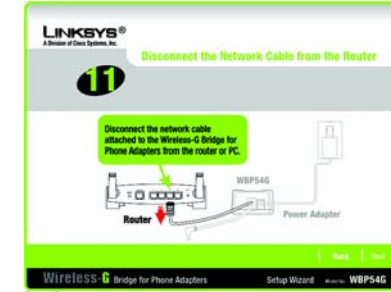 LINKSYS®
A Division of Cisco Systems, Inc.
Disconnect the Network Cable from the Router
11
Disconnect the network cable
attached to the Wireless-G Bridge for
Phone Adapters from the router or PC.
WBP54G
Router
Power Adapter
Back
Next
Wireless-G Bridge for Phone Adapters
Setup Wizard
Model No. WBP54G